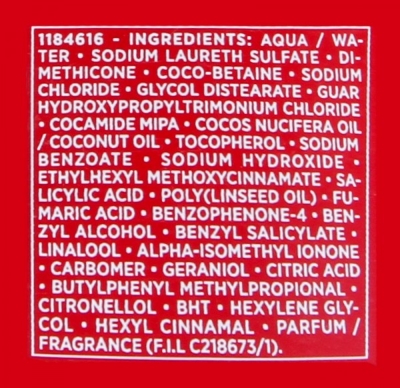 1184616 - INGREDIENTS: AQUA / WA-
TER • SODIUM LAURETH SULFATE • DI-
METHICONE • COCO-BETAINE • SODIUM
CHLORIDE • GLYCOL DISTEARATE • GUAR
HYDROXYPROPYLTRIMONIUM CHLORIDE
• COCAMIDE MIPA • COCOS NUCIFERA OIL
/ COCONUT OIL • TOCOPHEROL • SODIUM
BENZOATE • SODIUM HYDROXIDE •
ETHYLHEXYL METHOXYCINNAMATE • SA-
LICYLIC ACID • POLY(LINSEED OIL) • FU-
MARIC ACID • BENZOPHENONE-4 • BEN-
ZYL ALCOHOL • BENZYL SALICYLATE •
LINALOOL • ALPHA-ISOMETHYL IONONE
• CARBOMER • GERANIOL • CITRIC ACID
• BUTYLPHENYL METHYLPROPIONAL •
CITRONELLOL • BHT • HEXYLENE GLY-
COL • HEXYL CINNAMAL • PARFUM /
FRAGRANCE (F.I.L C218673/1).